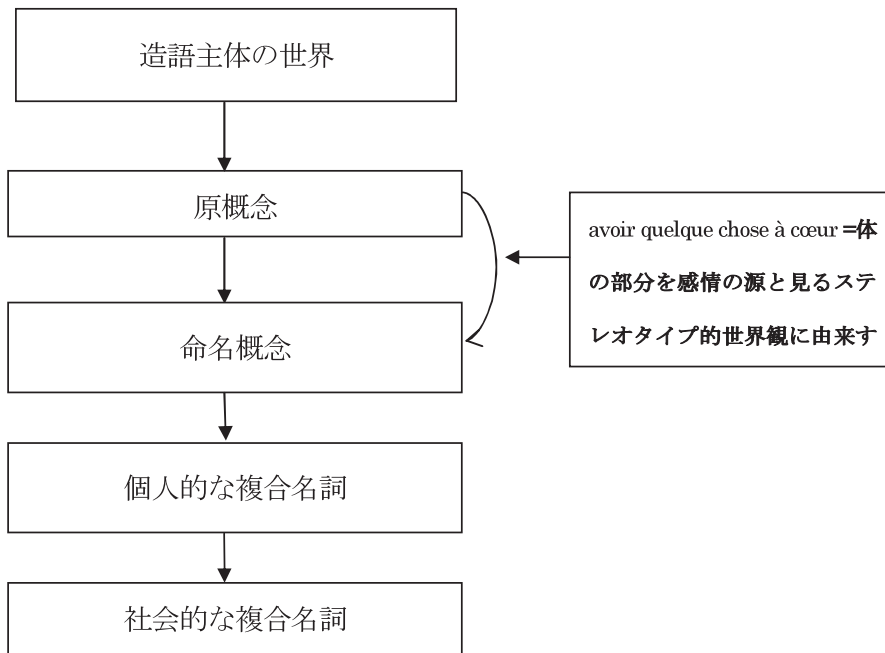 造語主体の世界
原概念
avoir quelque chose à cœur =体
の部分を感情の源と見るステ
レオタイプ的世界観に由来す
命名概念
個人的な複合名詞
社会的な複合名詞